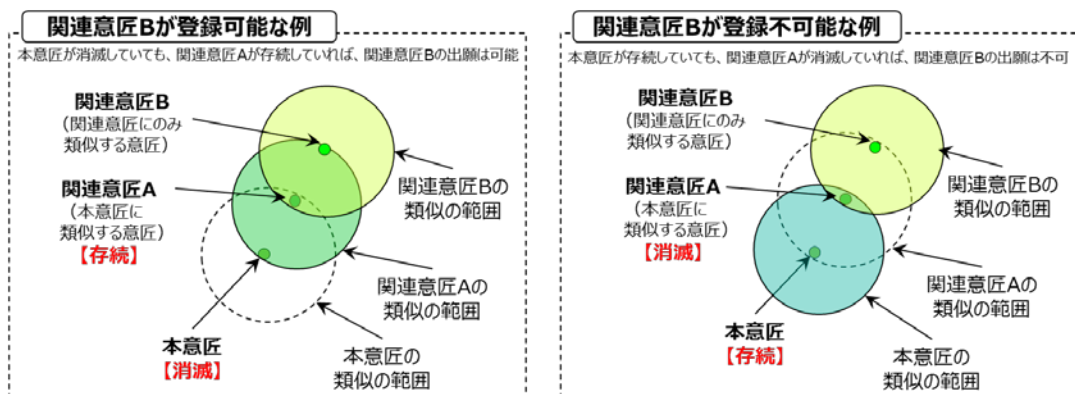 関連意匠Bが登録可能な例
本意匠が消滅していても、関連意匠Aが存続していれば、関連意匠Bの出願は可能
関連意匠B
（関連意匠にのみ
類似する意匠）
関連意匠A
（本意匠に
類似する意匠）
【存続】
本意匠
【消滅】
関連意匠Bの
類似の範囲
関連意匠Aの
類似の範囲
本意匠の
類似の範囲
関連意匠Bが登録不可能な例
本意匠が存続していても、関連意匠Aが消滅していれば、関連意匠Bの出願は不可
関連意匠B
（関連意匠にのみ
類似する意匠）
関連意匠A
（本意匠に
類似する意匠）
【消滅】
本意匠
【存続】
関連意匠Bの
類似の範囲
関連意匠Aの
類似の範囲
本意匠の
類似の範囲